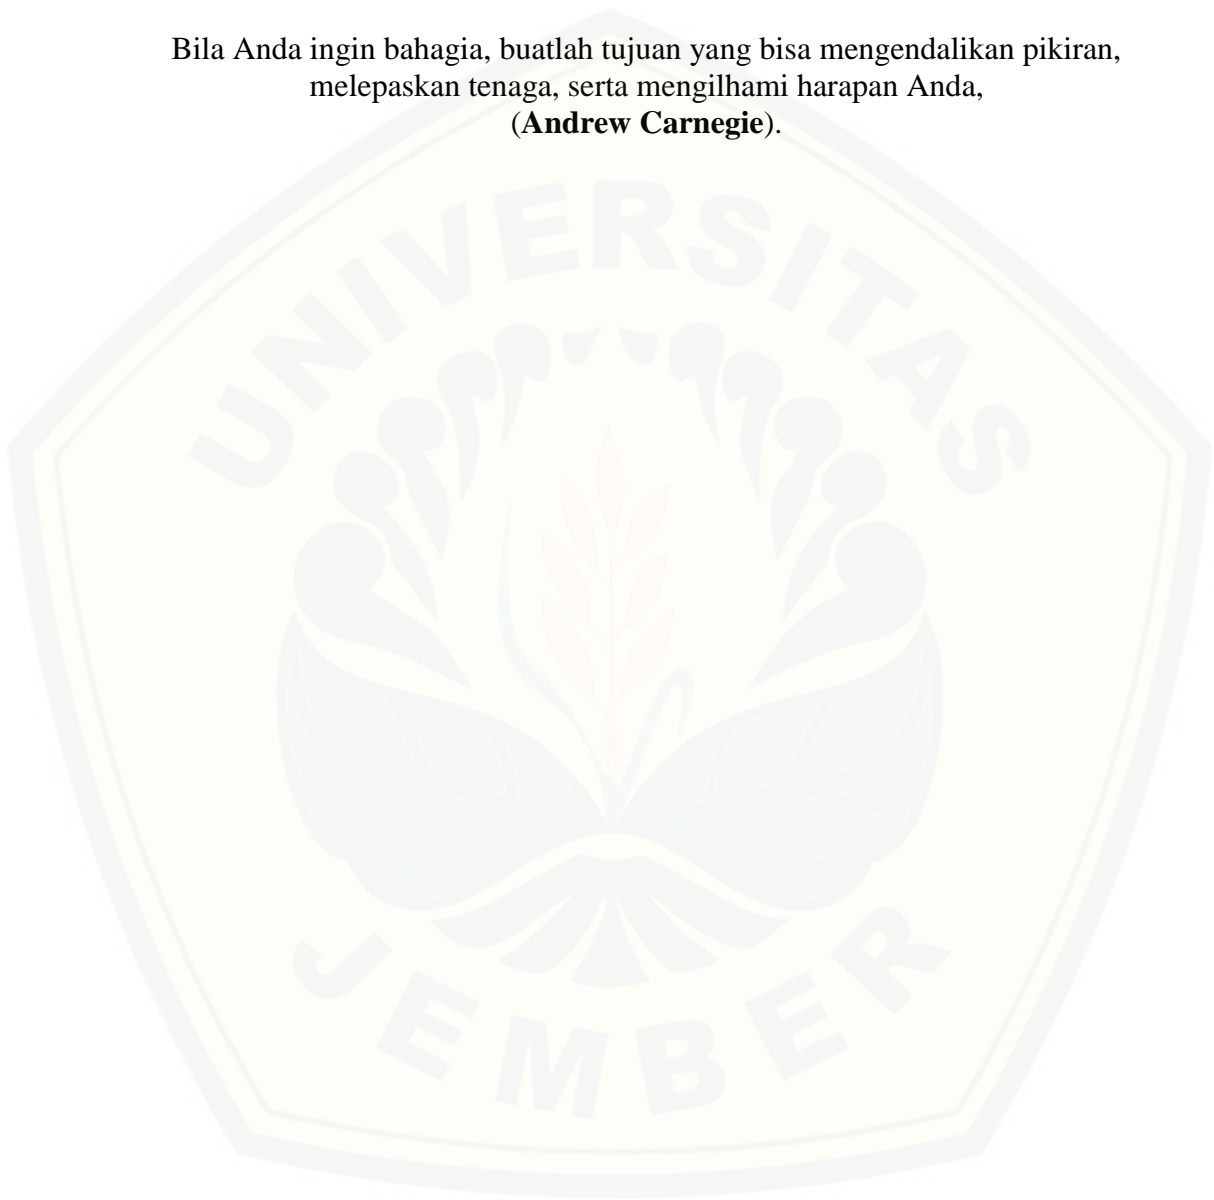 Bila Anda ingin bahagia, buatlah tujuan yang bisa mengendalikan pikiran,
melepaskan tenaga, serta mengilhami harapan Anda,
(Andrew Carnegie).
UNIVERSITAS
JEMBER